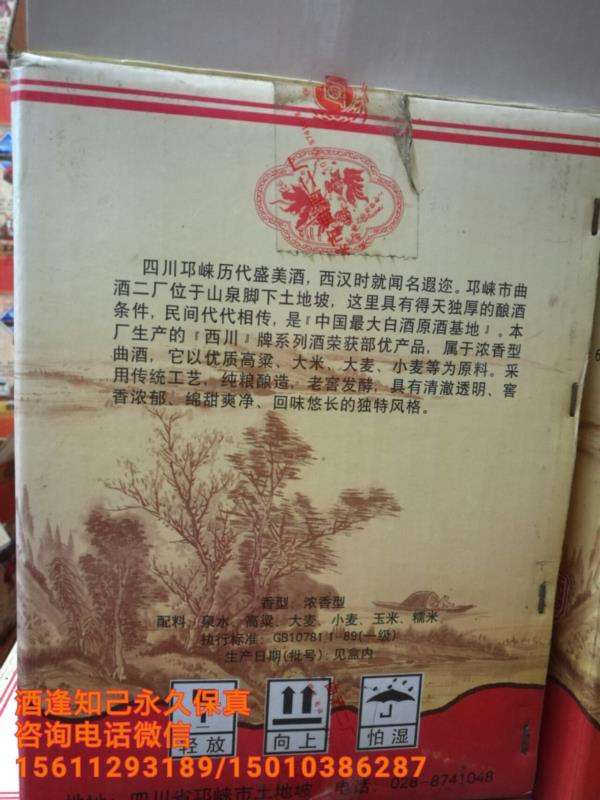 四川邛崃历代盛美酒，西汉时就闻名遐迩。邛崃市曲
酒二厂位于山泉脚下土地坡，这里具有得天独厚的酿酒
条件，民间代代相传，是『中国最大白酒原酒基地』。本
厂生产的『西川』牌系列酒荣获部优产品，属于浓香型
曲酒，它以优质高粱、大米、大麦、小麦等为原料。采
用传统工艺，纯粮酿造，老窖发酵，具有清澈透明、窖
香浓郁、绵甜爽净、回味悠长的独特风格。
香型：浓香型
配料：泉水、高粱、大麦、小麦、玉米、糯米
执行标准：GB10781.1-89(一级)
生产日期(批号)：见盒内
轻放
向上
怕湿
酒逢知己永久保真
咨询电话微信
15611293189/15010386287
地址：四川省邛崃市土地坡 电话：028-8741048